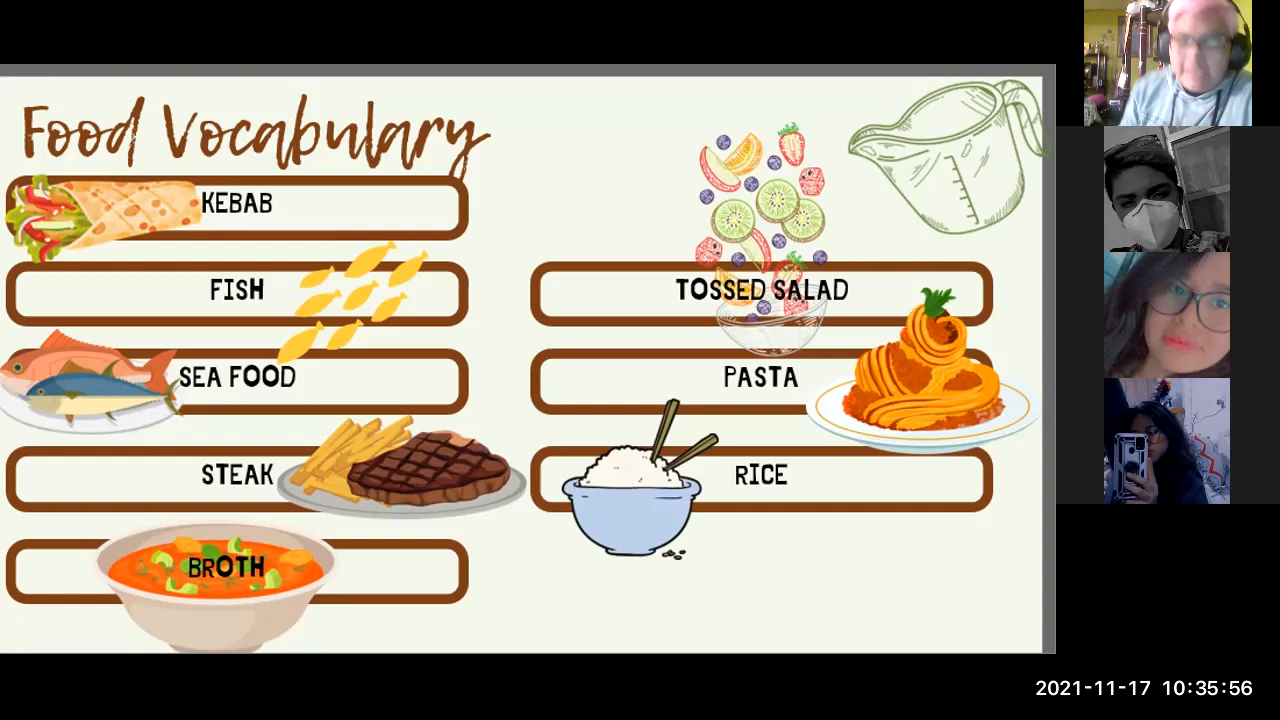 Food Vocabulary
KEBAB
FISH
SEA FOOD
STEAK
BROTH
TOSSED SALAD
PASTA
RICE
2021-11-17 10:35:56